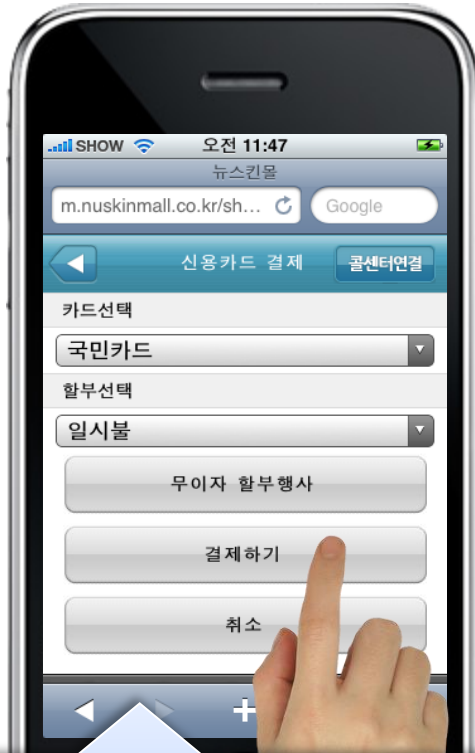 SHOW 오전 11:47
뉴스킨몰
m.nuskinmall.co.kr/sh... Google
신용카드 결제 콜센터연결
카드선택
국민카드
할부선택
일시불
무이자 할부행사
결제하기
취소